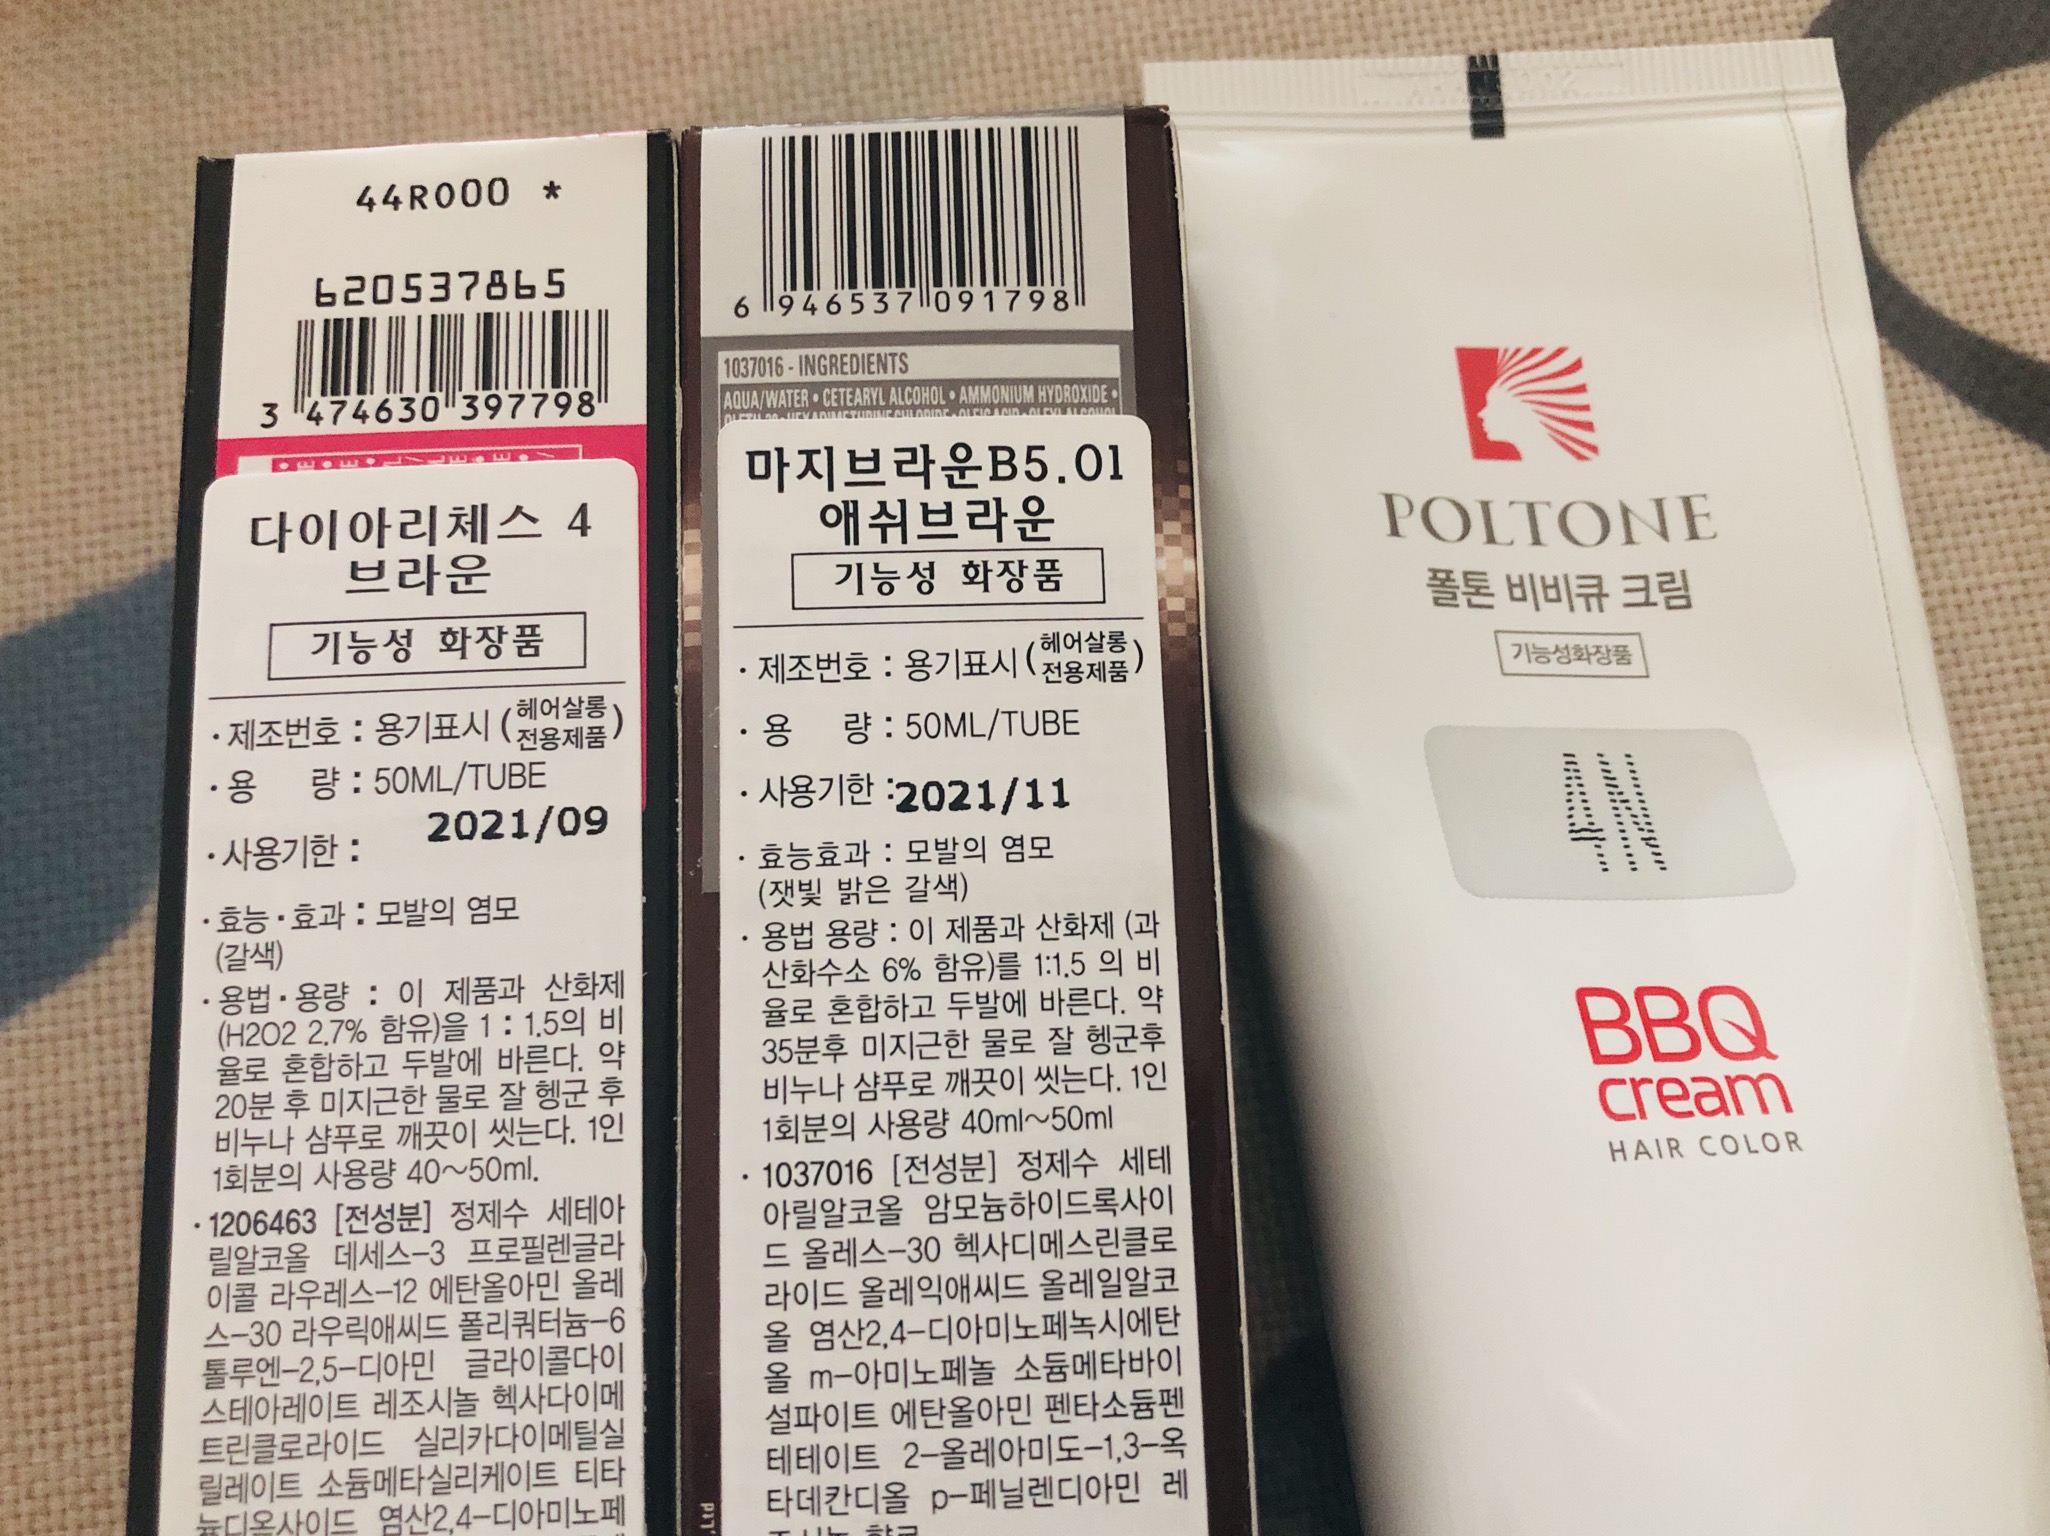 44R000 *
620537865
3 474630 397798
다이아리체스 4
브라운
기능성 화장품
· 제조번호 : 용기표시 (헤어살롱 전용제품)
· 용 량 : 50ML/TUBE
· 사용기한 : 2021/09
· 효능 · 효과 : 모발의 염모
(갈색)
· 용법 · 용량 : 이 제품과 산화제
(H2O2 2.7% 함유)을 1 : 1.5의 비
율로 혼합하고 두발에 바른다. 약
20분 후 미지근한 물로 잘 헹군 후
비누나 샴푸로 깨끗이 씻는다. 1인
1회분의 사용량 40~50ml.
· 1206463 [전성분] 정제수 세테아
릴알코올 데세스-3 프로필렌글라
이콜 라우레스-12 에탄올아민 올레
스-30 라우릭애씨드 폴리쿼터늄-6
톨루엔-2,5-디아민 글라이콜다이
스테아레이트 레조시놀 헥사다이메
트린클로라이드 실리카다이메틸실
릴레이트 소듐메타실리케이트 티타
늄디옥사이드 염산2,4-디아미노페
6 946537 091798
1037016 - INGREDIENTS
AQUA/WATER • CETEARYL ALCOHOL • AMMONIUM HYDROXIDE •
마지브라운B5.01
애쉬브라운
기능성 화장품
· 제조번호 : 용기표시 (헤어살롱 전용제품)
· 용 량 : 50ML/TUBE
· 사용기한 : 2021/11
· 효능효과 : 모발의 염모
(잿빛 밝은 갈색)
· 용법 용량 : 이 제품과 산화제 (과
산화수소 6% 함유)를 1:1.5 의 비
율로 혼합하고 두발에 바른다. 약
35분후 미지근한 물로 잘 헹군후
비누나 샴푸로 깨끗이 씻는다. 1인
1회분의 사용량 40ml~50ml
· 1037016 [전성분] 정제수 세테
아릴알코올 암모늄하이드록사이
드 올레스-30 헥사디메스린클로
라이드 올레익애씨드 올레일알코
올 염산2,4-디아미노페녹시에탄
올 m-아미노페놀 소듐메타바이
설파이트 에탄올아민 펜타소듐펜
테테이트 2-올레아미도-1,3-옥
타데칸디올 p-페닐렌디아민 레
POLTONE
폴톤 비비큐 크림
기능성화장품
4N
BBQ
cream
HAIR COLOR